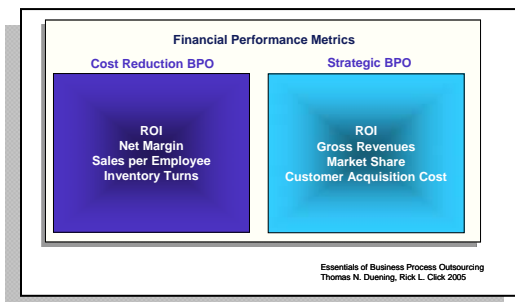 Financial Performance Metrics
Cost Reduction BPO
ROI
Net Margin
Sales per Employee
Inventory Turns
Strategic BPO
ROI
Gross Revenues
Market Share
Customer Acquisition Cost
Essentials of Business Process Outsourcing
Thomas N. Duening, Rick L. Click 2005